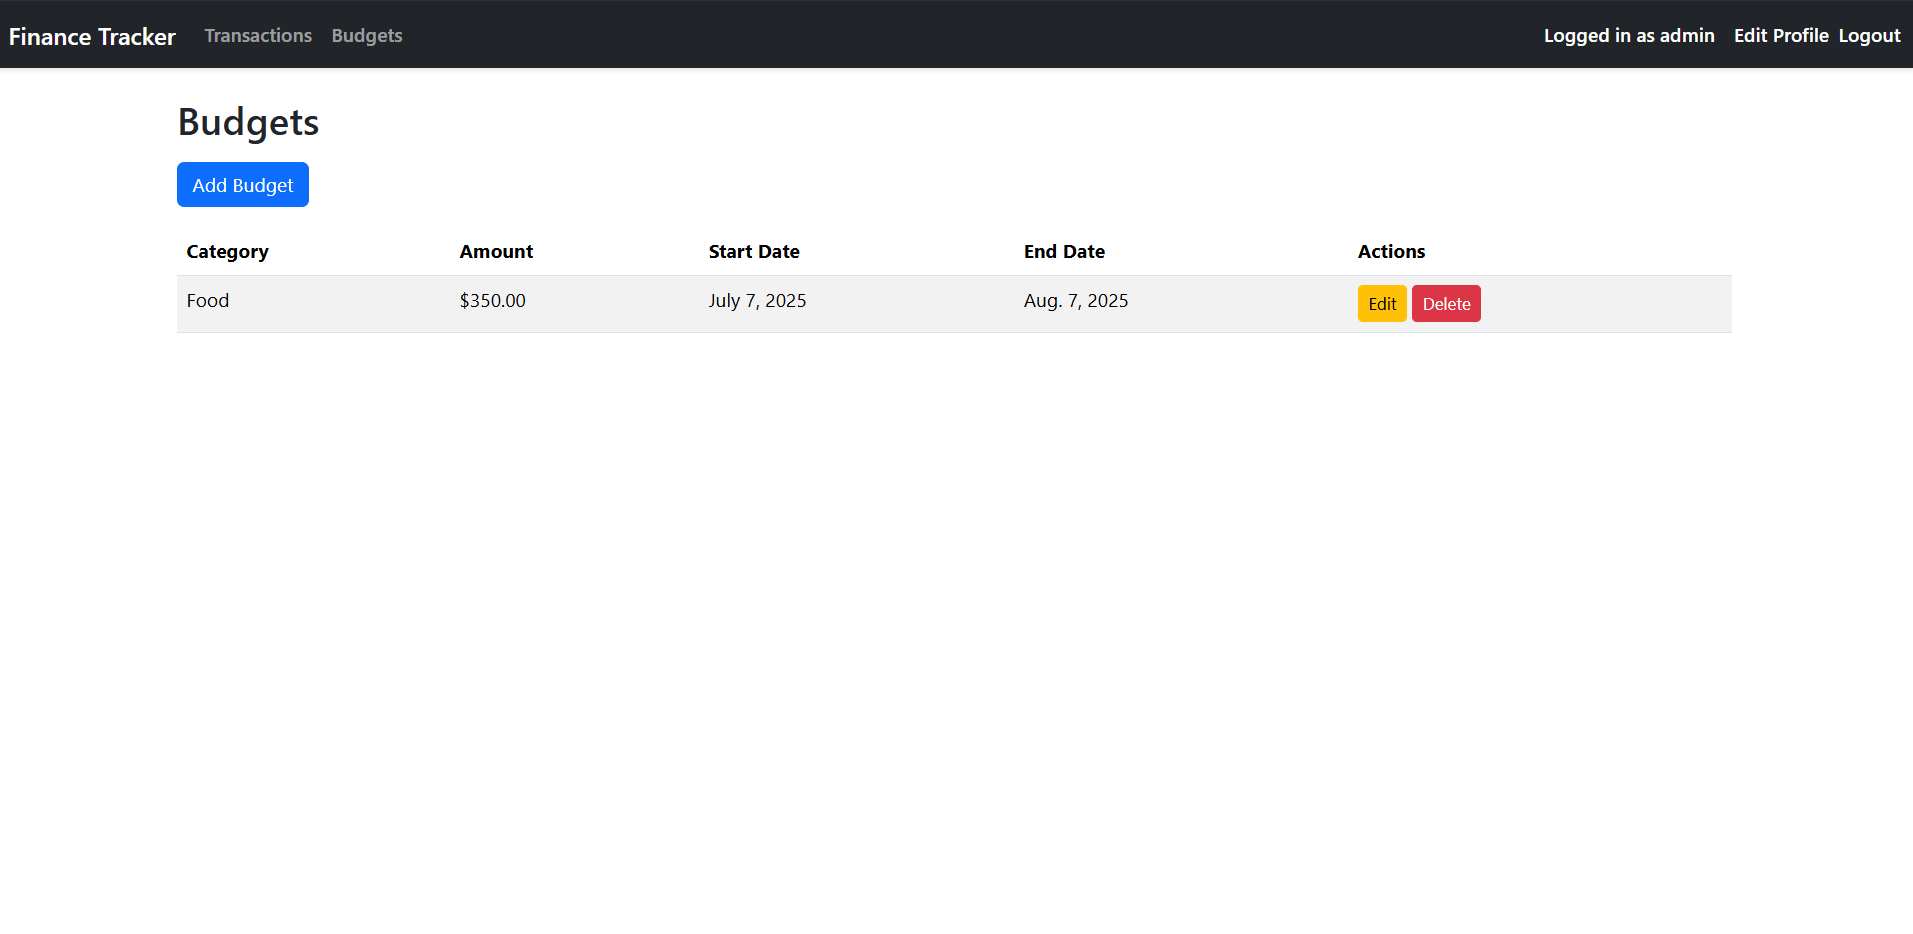 Finance Tracker Transactions Budgets Logged in as admin Edit Profile Logout
Budgets
Add Budget
Category Amount Start Date End Date Actions
Food $350.00 July 7, 2025 Aug. 7, 2025 Edit Delete